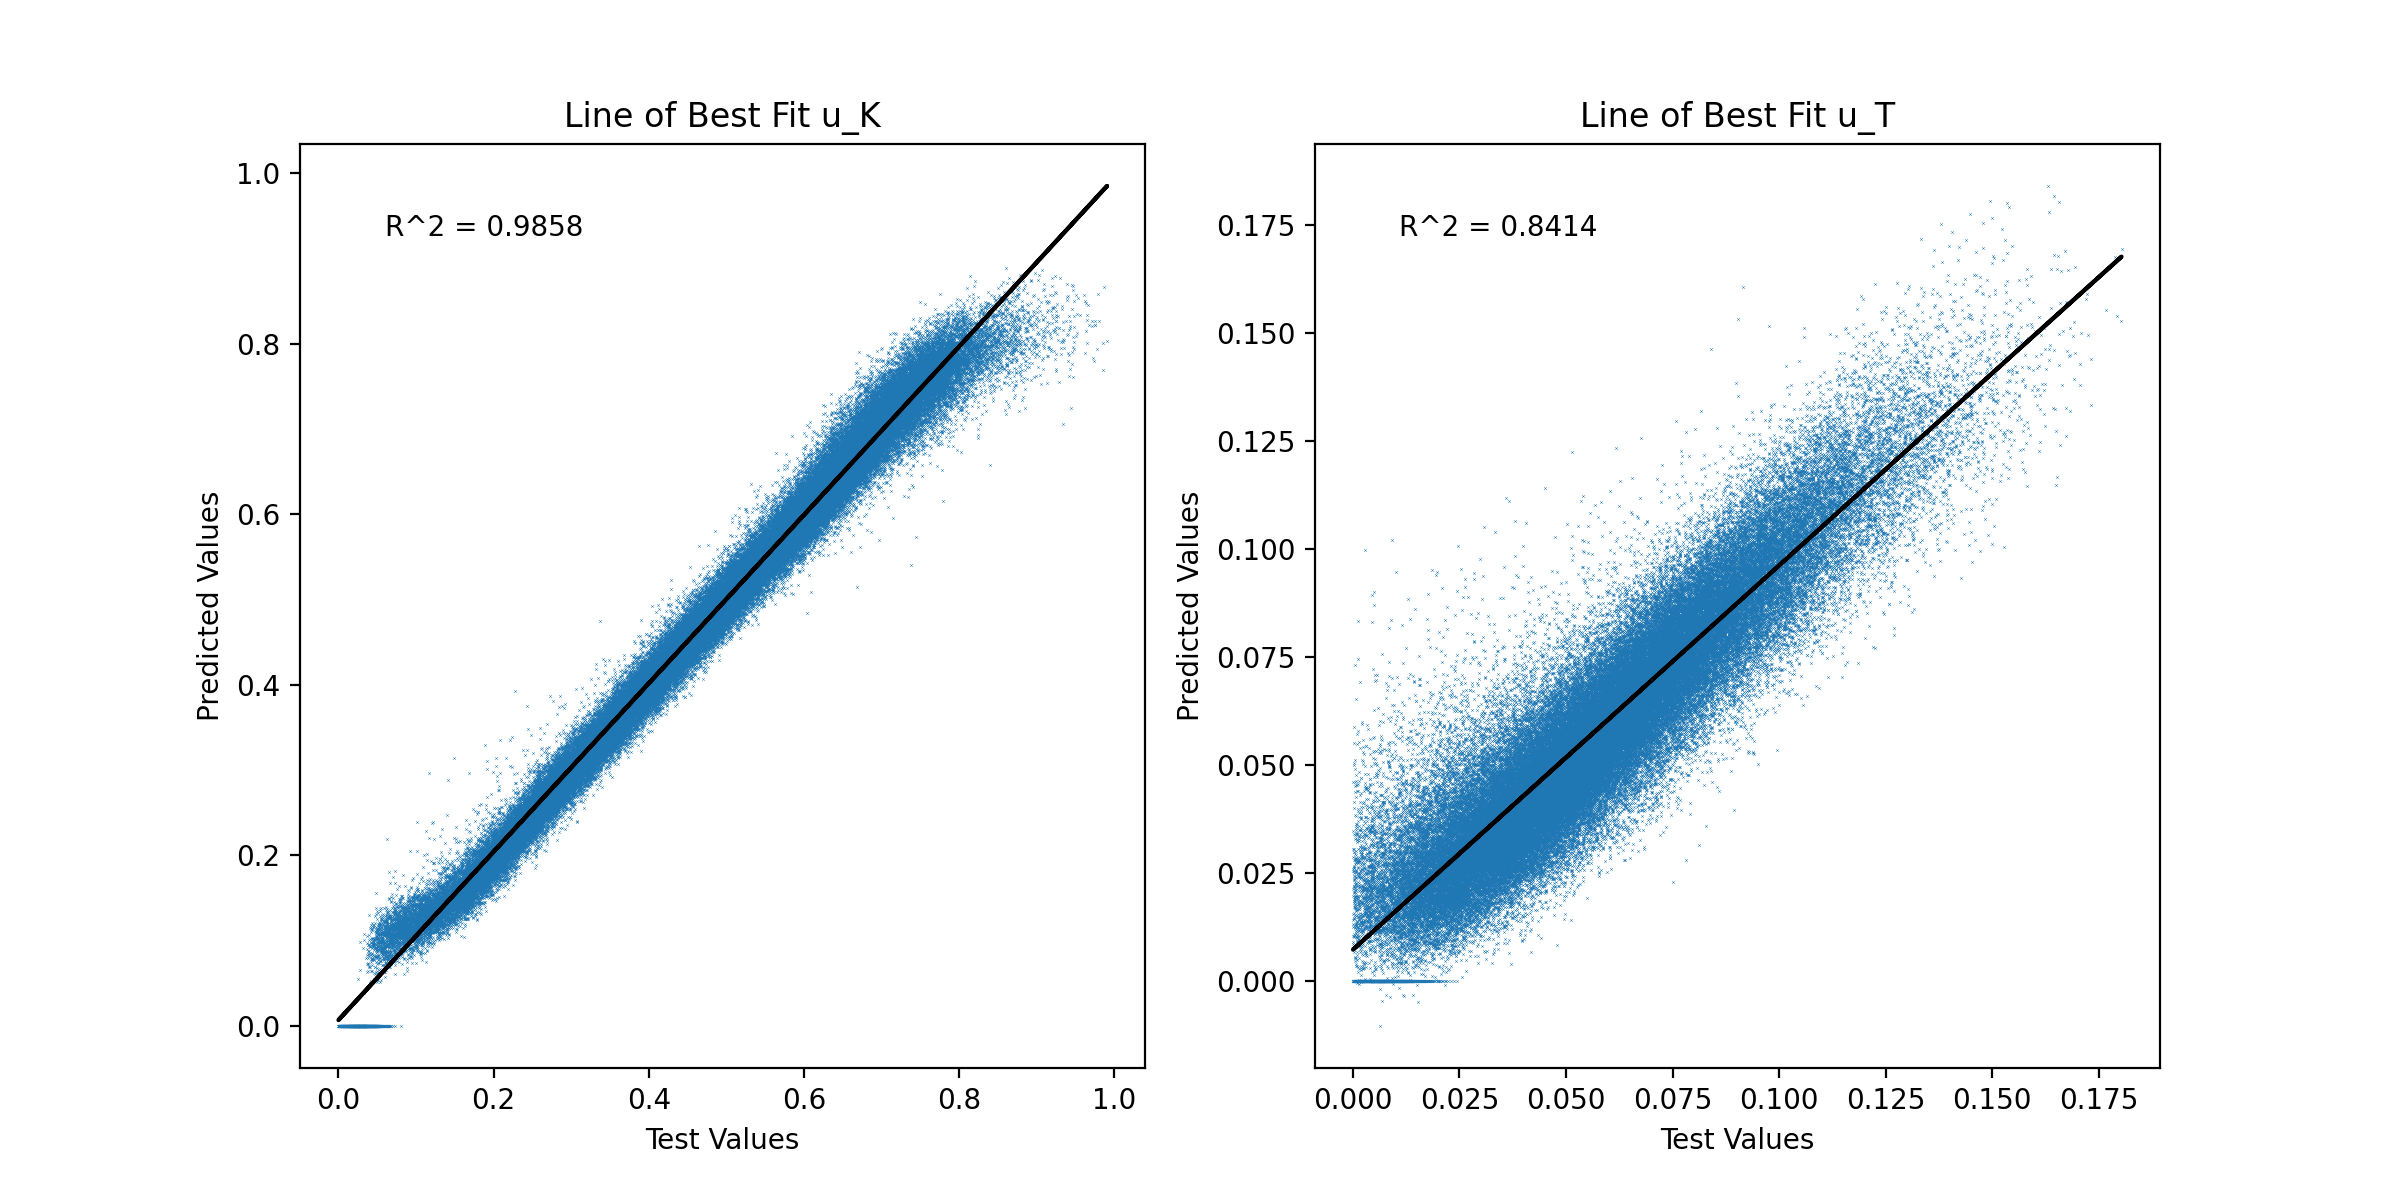 Line of Best Fit u_K
R^2 = 0.9858
1.0
0.8
0.6
0.4
0.2
0.0
Predicted Values
0.0 0.2 0.4 0.6 0.8 1.0
Test Values
Line of Best Fit u_T
R^2 = 0.8414
0.175
0.150
0.125
0.100
0.075
0.050
0.025
0.000
Predicted Values
0.000 0.025 0.050 0.075 0.100 0.125 0.150 0.175
Test Values